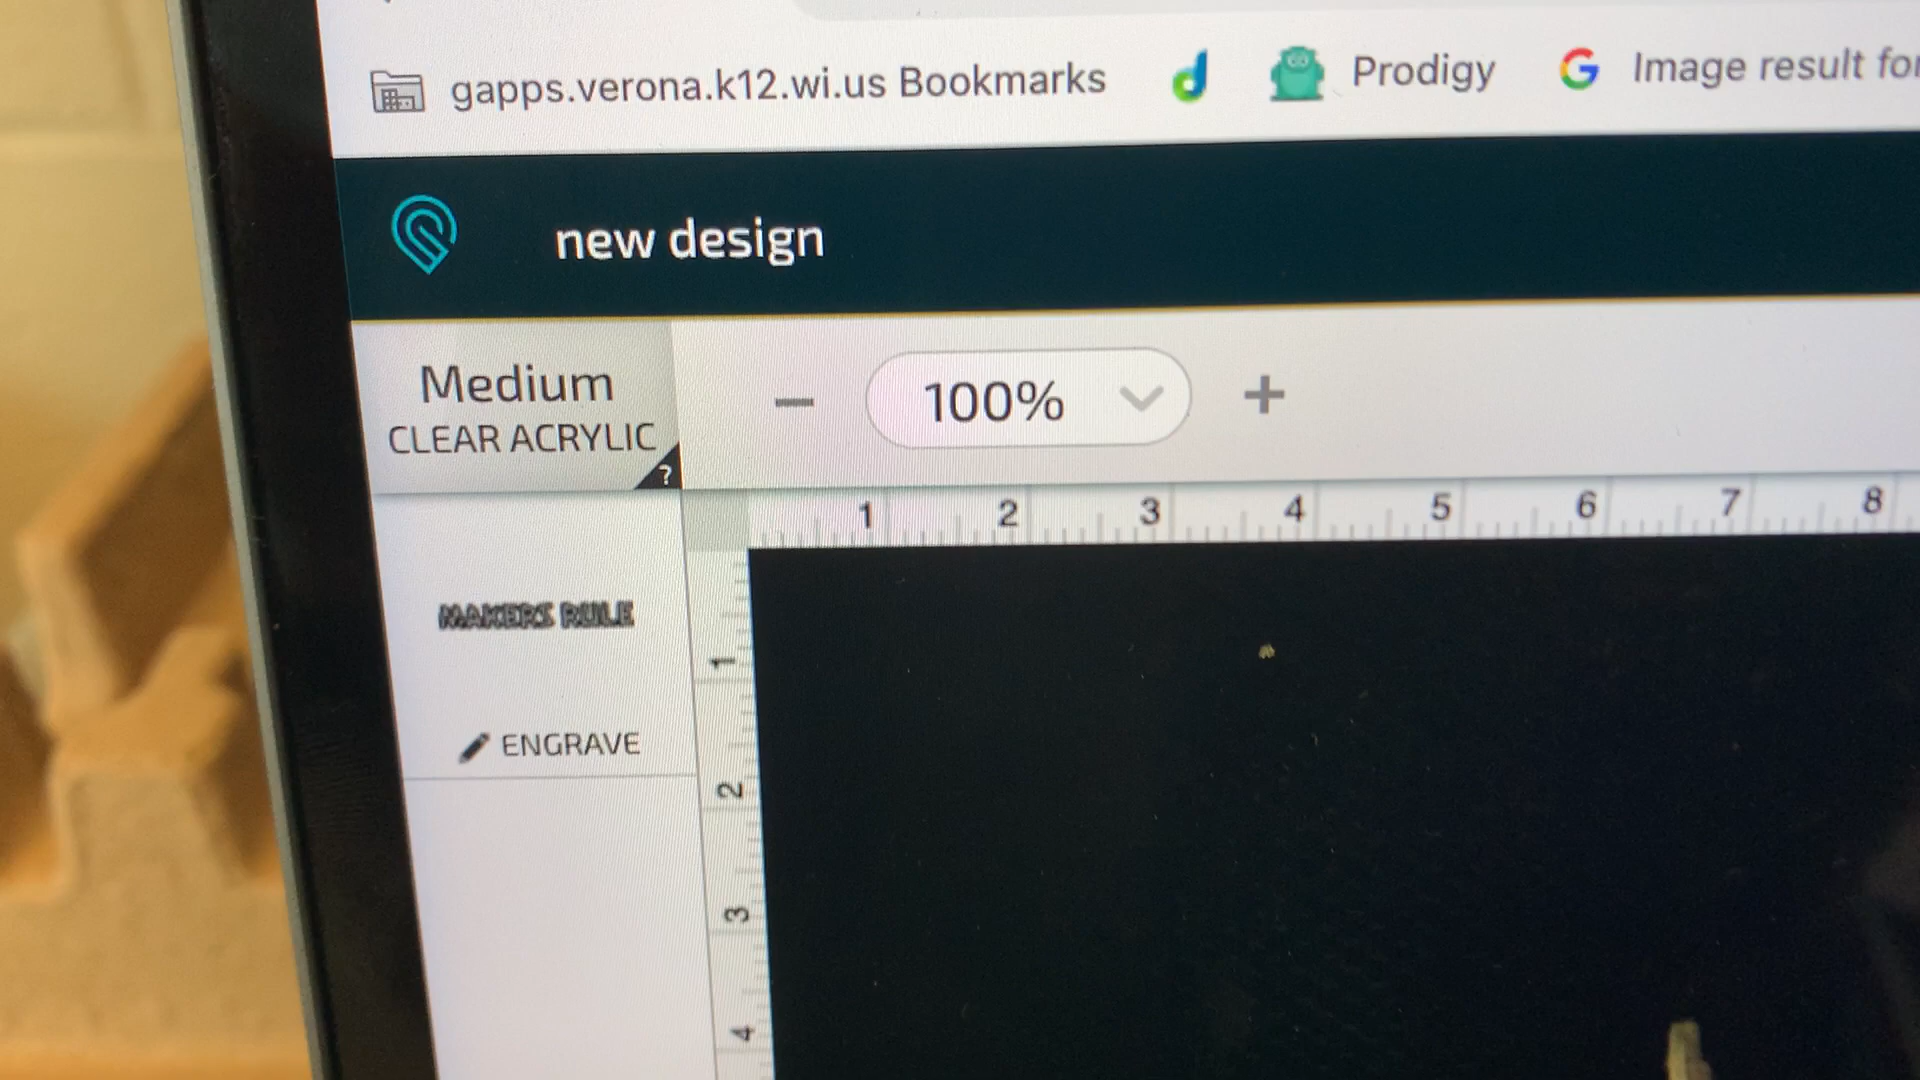 gapps.verona.k12.wi.us Bookmarks Prodigy Image result for
new design
Medium
CLEAR ACRYLIC
?
100%
1 2 3 4 5 6 7 8
MAKERS RULE
1
ENGRAVE
2
3
4